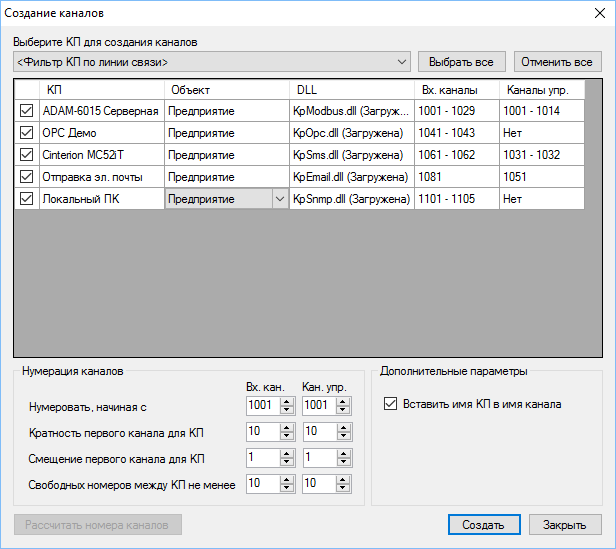 Создание каналов
Выберите КП для создания каналов
<Фильтр КП по линии связи> Выбрать все Отменить все
КП Объект DLL Вх. каналы Каналы упр.
ADAM-6015 Серверная Предприятие KpModbus.dll (Загруж... 1001 - 1029 1001 - 1014
OPC Демо Предприятие KpOpc.dll (Загружена) 1041 - 1043 Нет
Cinterion MC52iT Предприятие KpSms.dll (Загружена) 1061 - 1062 1031 - 1032
Отправка эл. почты Предприятие KpEmail.dll (Загружена) 1081 1051
Локальный ПК Предприятие KpSnmp.dll (Загружена) 1101 - 1105 Нет
Нумерация каналов Дополнительные параметры
Вх. кан. Кан. упр.
Нумеровать, начиная с 1001 1001 Вставить имя КП в имя канала
Кратность первого канала для КП 10 10
Смещение первого канала для КП 1 1
Свободных номеров между КП не менее 10 10
Рассчитать номера каналов Создать Закрыть